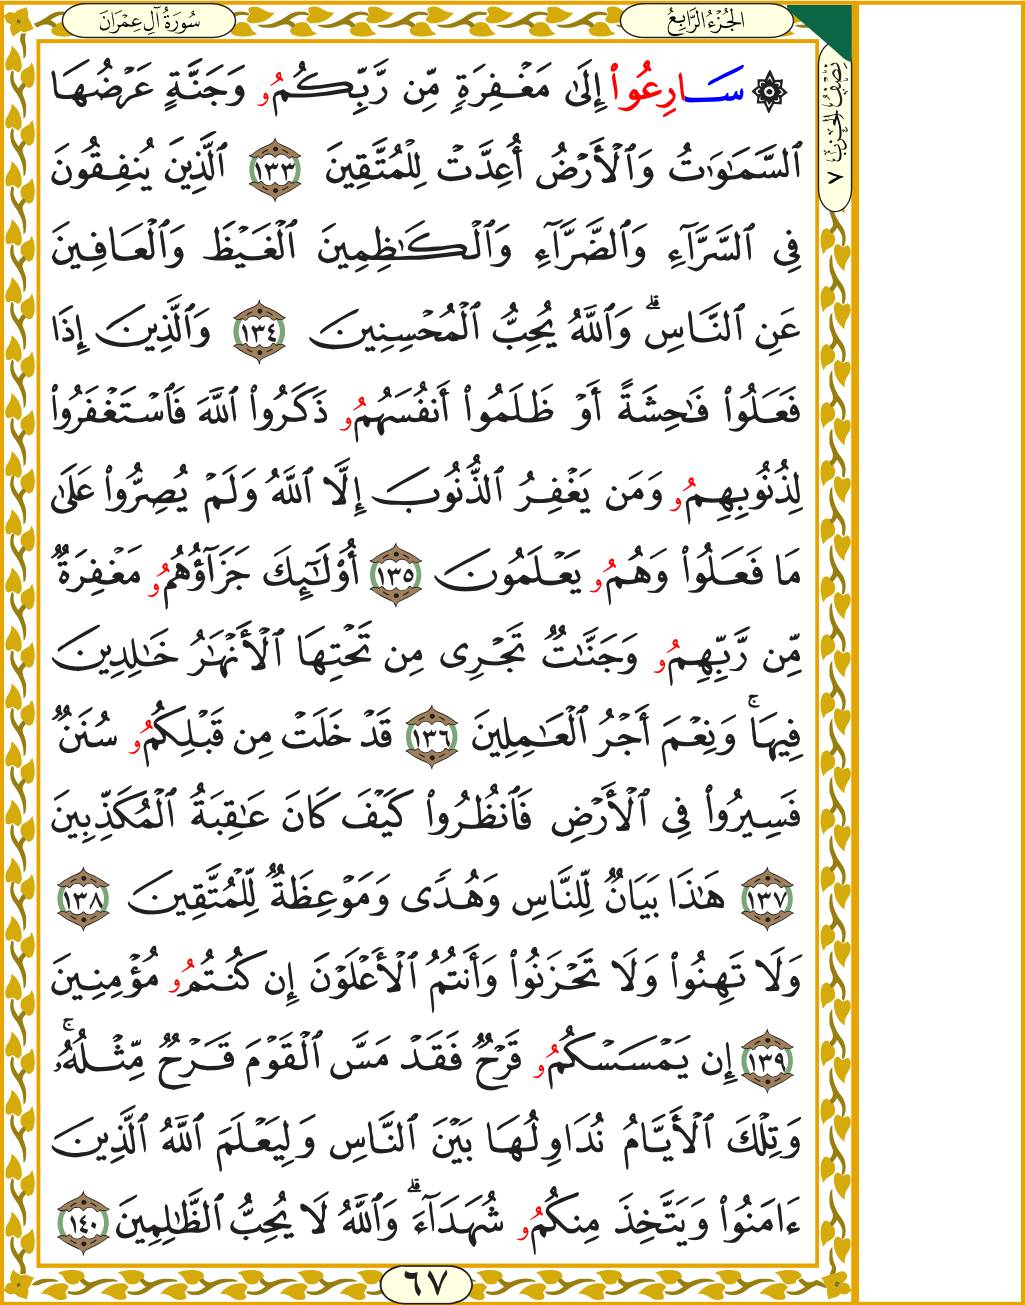 سُورَةُ آلِ عِمْرَانَ
الجُزْءُ الرَّابِعُ
نِصْفُ الحِزْبِ ٧
۞ سَارِعُوا۟ إِلَىٰ مَغْفِرَةٍ مِّن رَّبِّكُمُو وَجَنَّةٍ عَرْضُهَا
ٱلسَّمَـٰوَٰتُ وَٱلْأَرْضُ أُعِدَّتْ لِلْمُتَّقِينَ ١٣٣ ٱلَّذِينَ يُنفِقُونَ
فِى ٱلسَّرَّآءِ وَٱلضَّرَّآءِ وَٱلْكَـٰظِمِينَ ٱلْغَيْظَ وَٱلْعَافِينَ
عَنِ ٱلنَّاسِ ۗ وَٱللَّهُ يُحِبُّ ٱلْمُحْسِنِينَ ١٣٤ وَٱلَّذِينَ إِذَا
فَعَلُوا۟ فَـٰحِشَةً أَوْ ظَلَمُوا۟ أَنفُسَهُمُو ذَكَرُوا۟ ٱللَّهَ فَٱسْتَغْفَرُوا۟
لِذُنُوبِهِمُو وَمَن يَغْفِرُ ٱلذُّنُوبَ إِلَّا ٱللَّهُ وَلَمْ يُصِرُّوا۟ عَلَىٰ
مَا فَعَلُوا۟ وَهُمُو يَعْلَمُونَ ١٣٥ أُو۟لَـٰٓئِكَ جَزَآؤُهُمُو مَغْفِرَةٌ
مِّن رَّبِّهِمُو وَجَنَّـٰتٌ تَجْرِى مِن تَحْتِهَا ٱلْأَنْهَـٰرُ خَـٰلِدِينَ
فِيهَا ۚ وَنِعْمَ أَجْرُ ٱلْعَـٰمِلِينَ ١٣٦ قَدْ خَلَتْ مِن قَبْلِكُمُو سُنَنٌ
فَسِيرُوا۟ فِى ٱلْأَرْضِ فَٱنظُرُوا۟ كَيْفَ كَانَ عَـٰقِبَةُ ٱلْمُكَذِّبِينَ
١٣٧ هَـٰذَا بَيَانٌ لِّلنَّاسِ وَهُدًى وَمَوْعِظَةٌ لِّلْمُتَّقِينَ ١٣٨
وَلَا تَهِنُوا۟ وَلَا تَحْزَنُوا۟ وَأَنتُمُ ٱلْأَعْلَوْنَ إِن كُنتُمُو مُؤْمِنِينَ
١٣٩ إِن يَمْسَسْكُمُو قَرْحٌ فَقَدْ مَسَّ ٱلْقَوْمَ قَرْحٌ مِّثْلُهُۥ ۚ
وَتِلْكَ ٱلْأَيَّامُ نُدَاوِلُهَا بَيْنَ ٱلنَّاسِ وَلِيَعْلَمَ ٱللَّهُ ٱلَّذِينَ
ءَامَنُوا۟ وَيَتَّخِذَ مِنكُمُو شُهَدَآءَ ۗ وَٱللَّهُ لَا يُحِبُّ ٱلظَّـٰلِمِينَ ١٤٠
٦٧